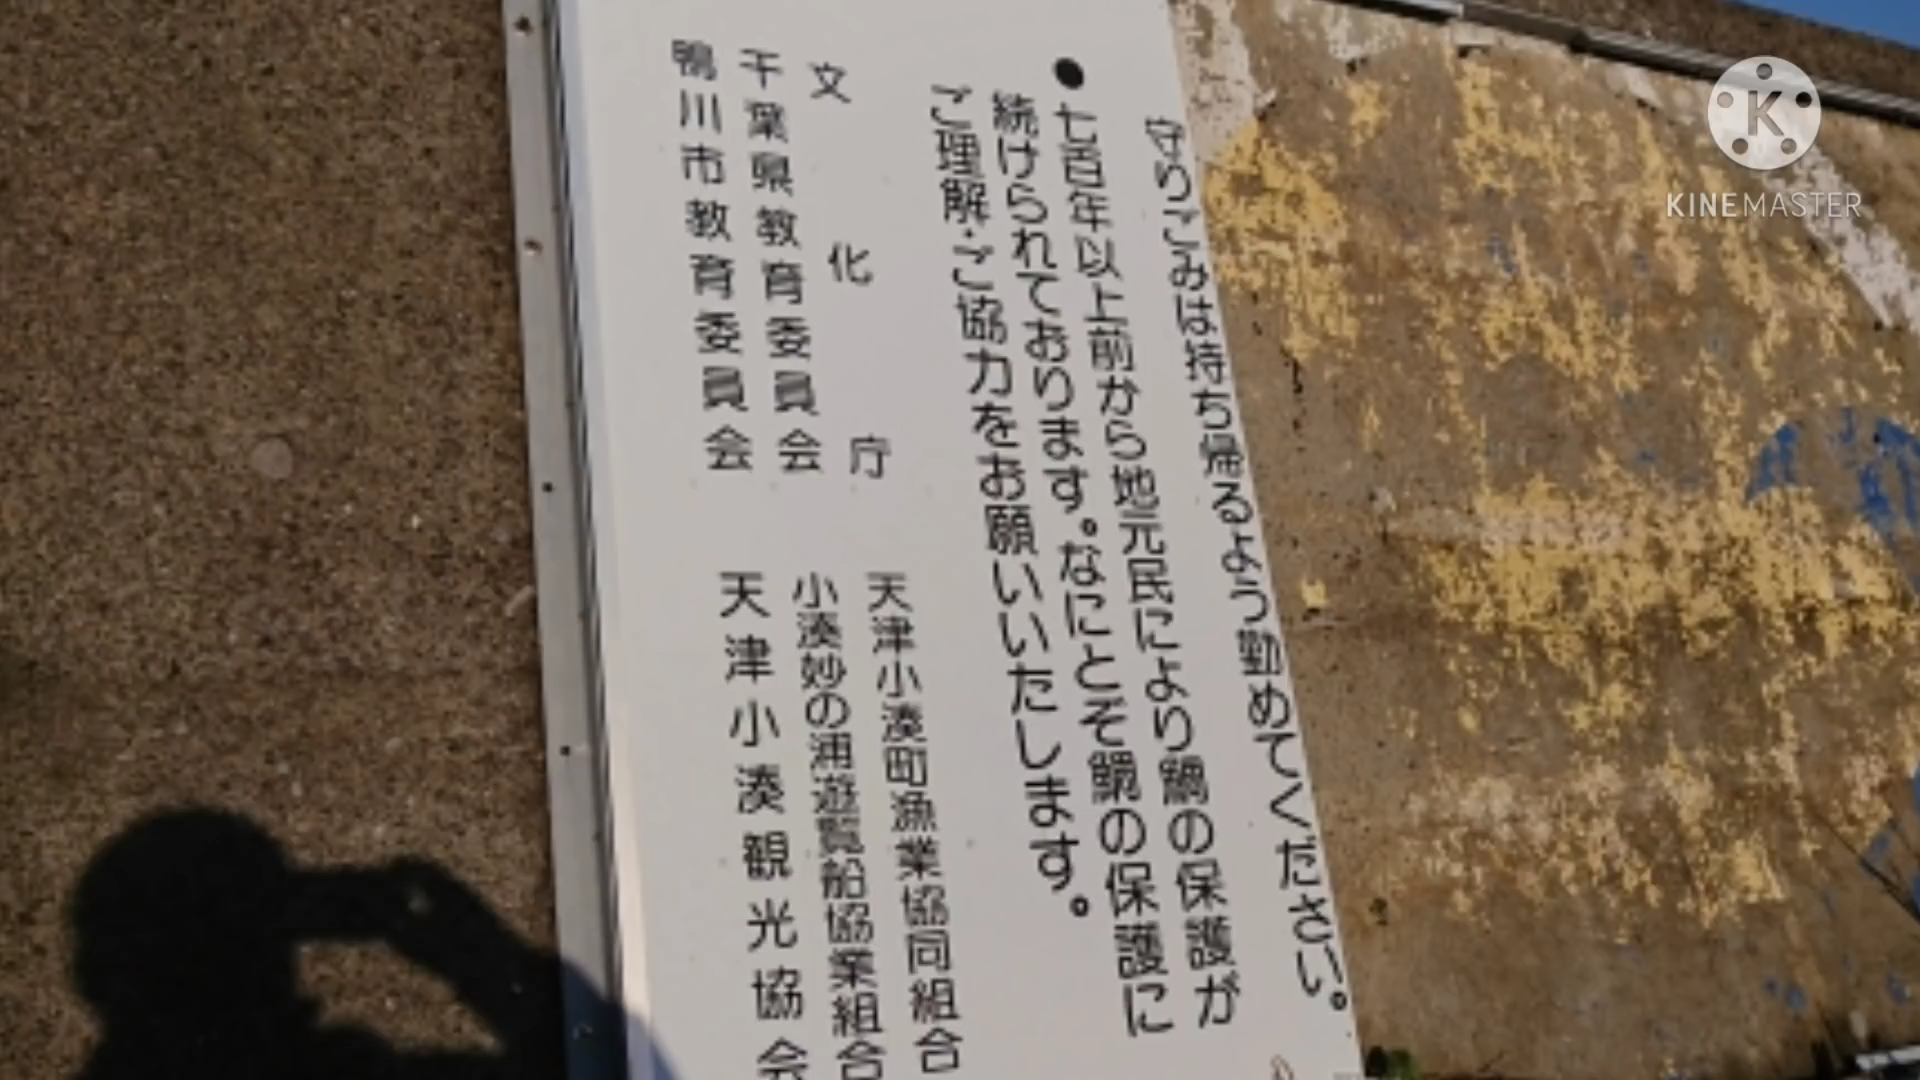 守りごみは持ち帰るよう勤めてください。
●七百年以上前から地元民により鯛の保護が
続けられております。なにとぞ鯛の保護に
ご理解・ご協力をお願いいたします。
文化庁
千葉県教育委員会
鴨川市教育委員会
天津小湊町漁業協同組合
小湊妙の浦遊覧船協業組合
天津小湊観光協会
KINEMASTER